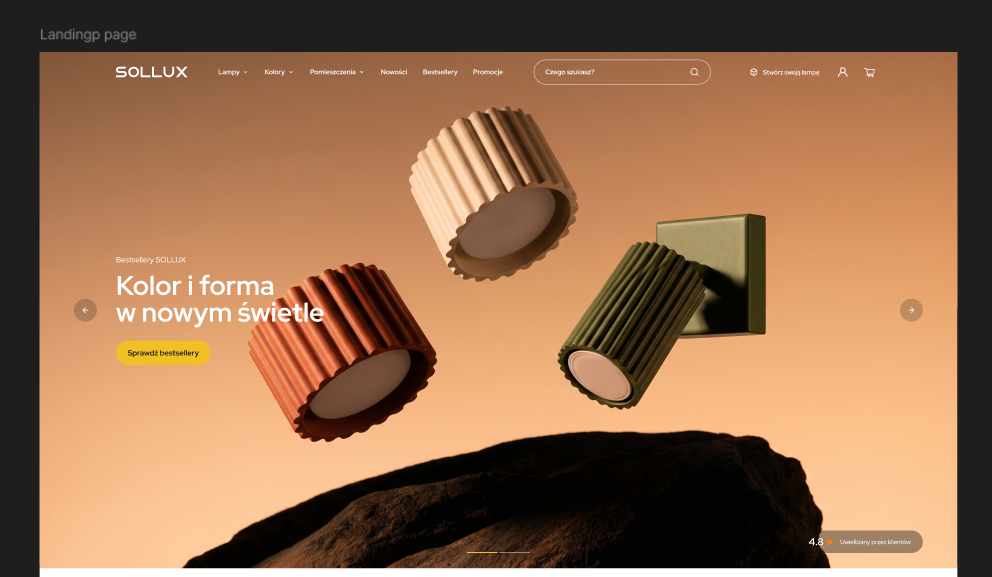 Landingp page
SOLLUX Lampy Kolory Pomieszczenia Nowości Bestsellery Promocje Czego szukasz? Stwórz swoją lampę
Bestsellery SOLLUX
Kolor i forma
w nowym świetle
Sprawdź bestsellery
4.8 Uwielbiany przez klientów